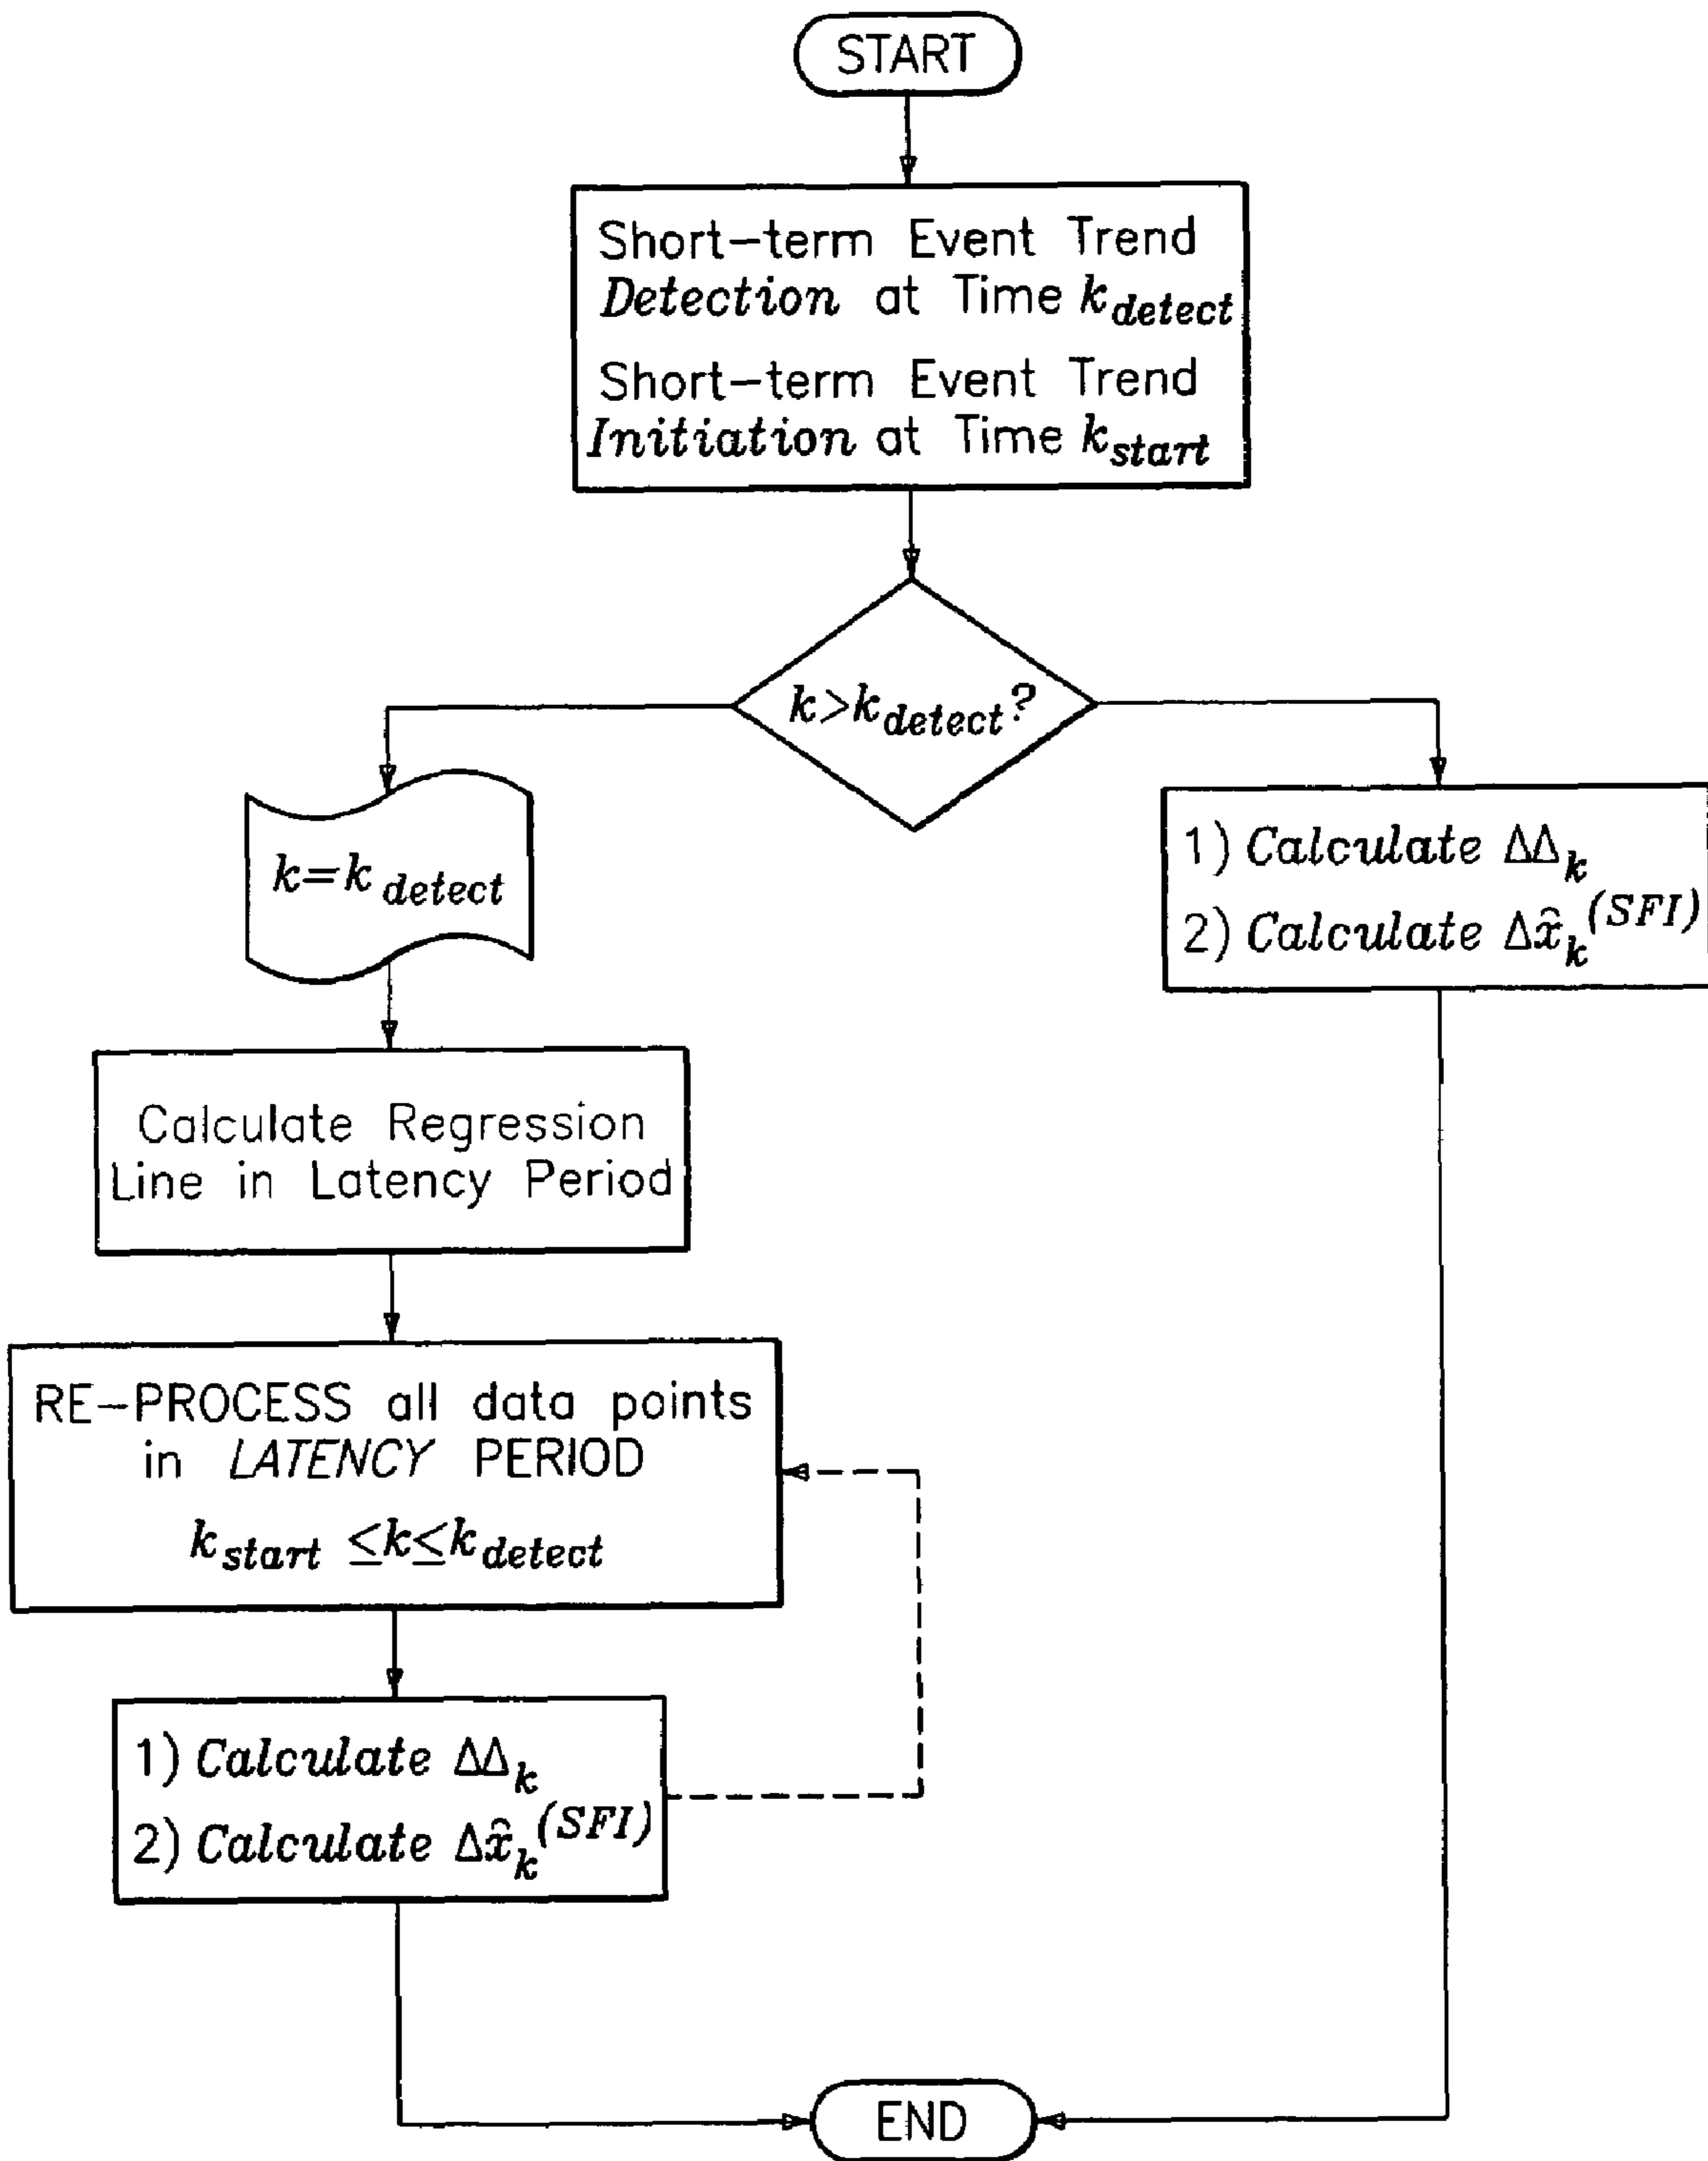 START
Short-term Event Trend
Detection at Time k_detect
Short-term Event Trend
Initiation at Time k_start
k>k_detect?
k=k_detect
1) Calculate ΔΔ_k
2) Calculate Δx̂_k^(SFI)
Calculate Regression
Line in Latency Period
RE-PROCESS all data points
in LATENCY PERIOD
k_start ≤k≤k_detect
1) Calculate ΔΔ_k
2) Calculate Δx̂_k^(SFI)
END